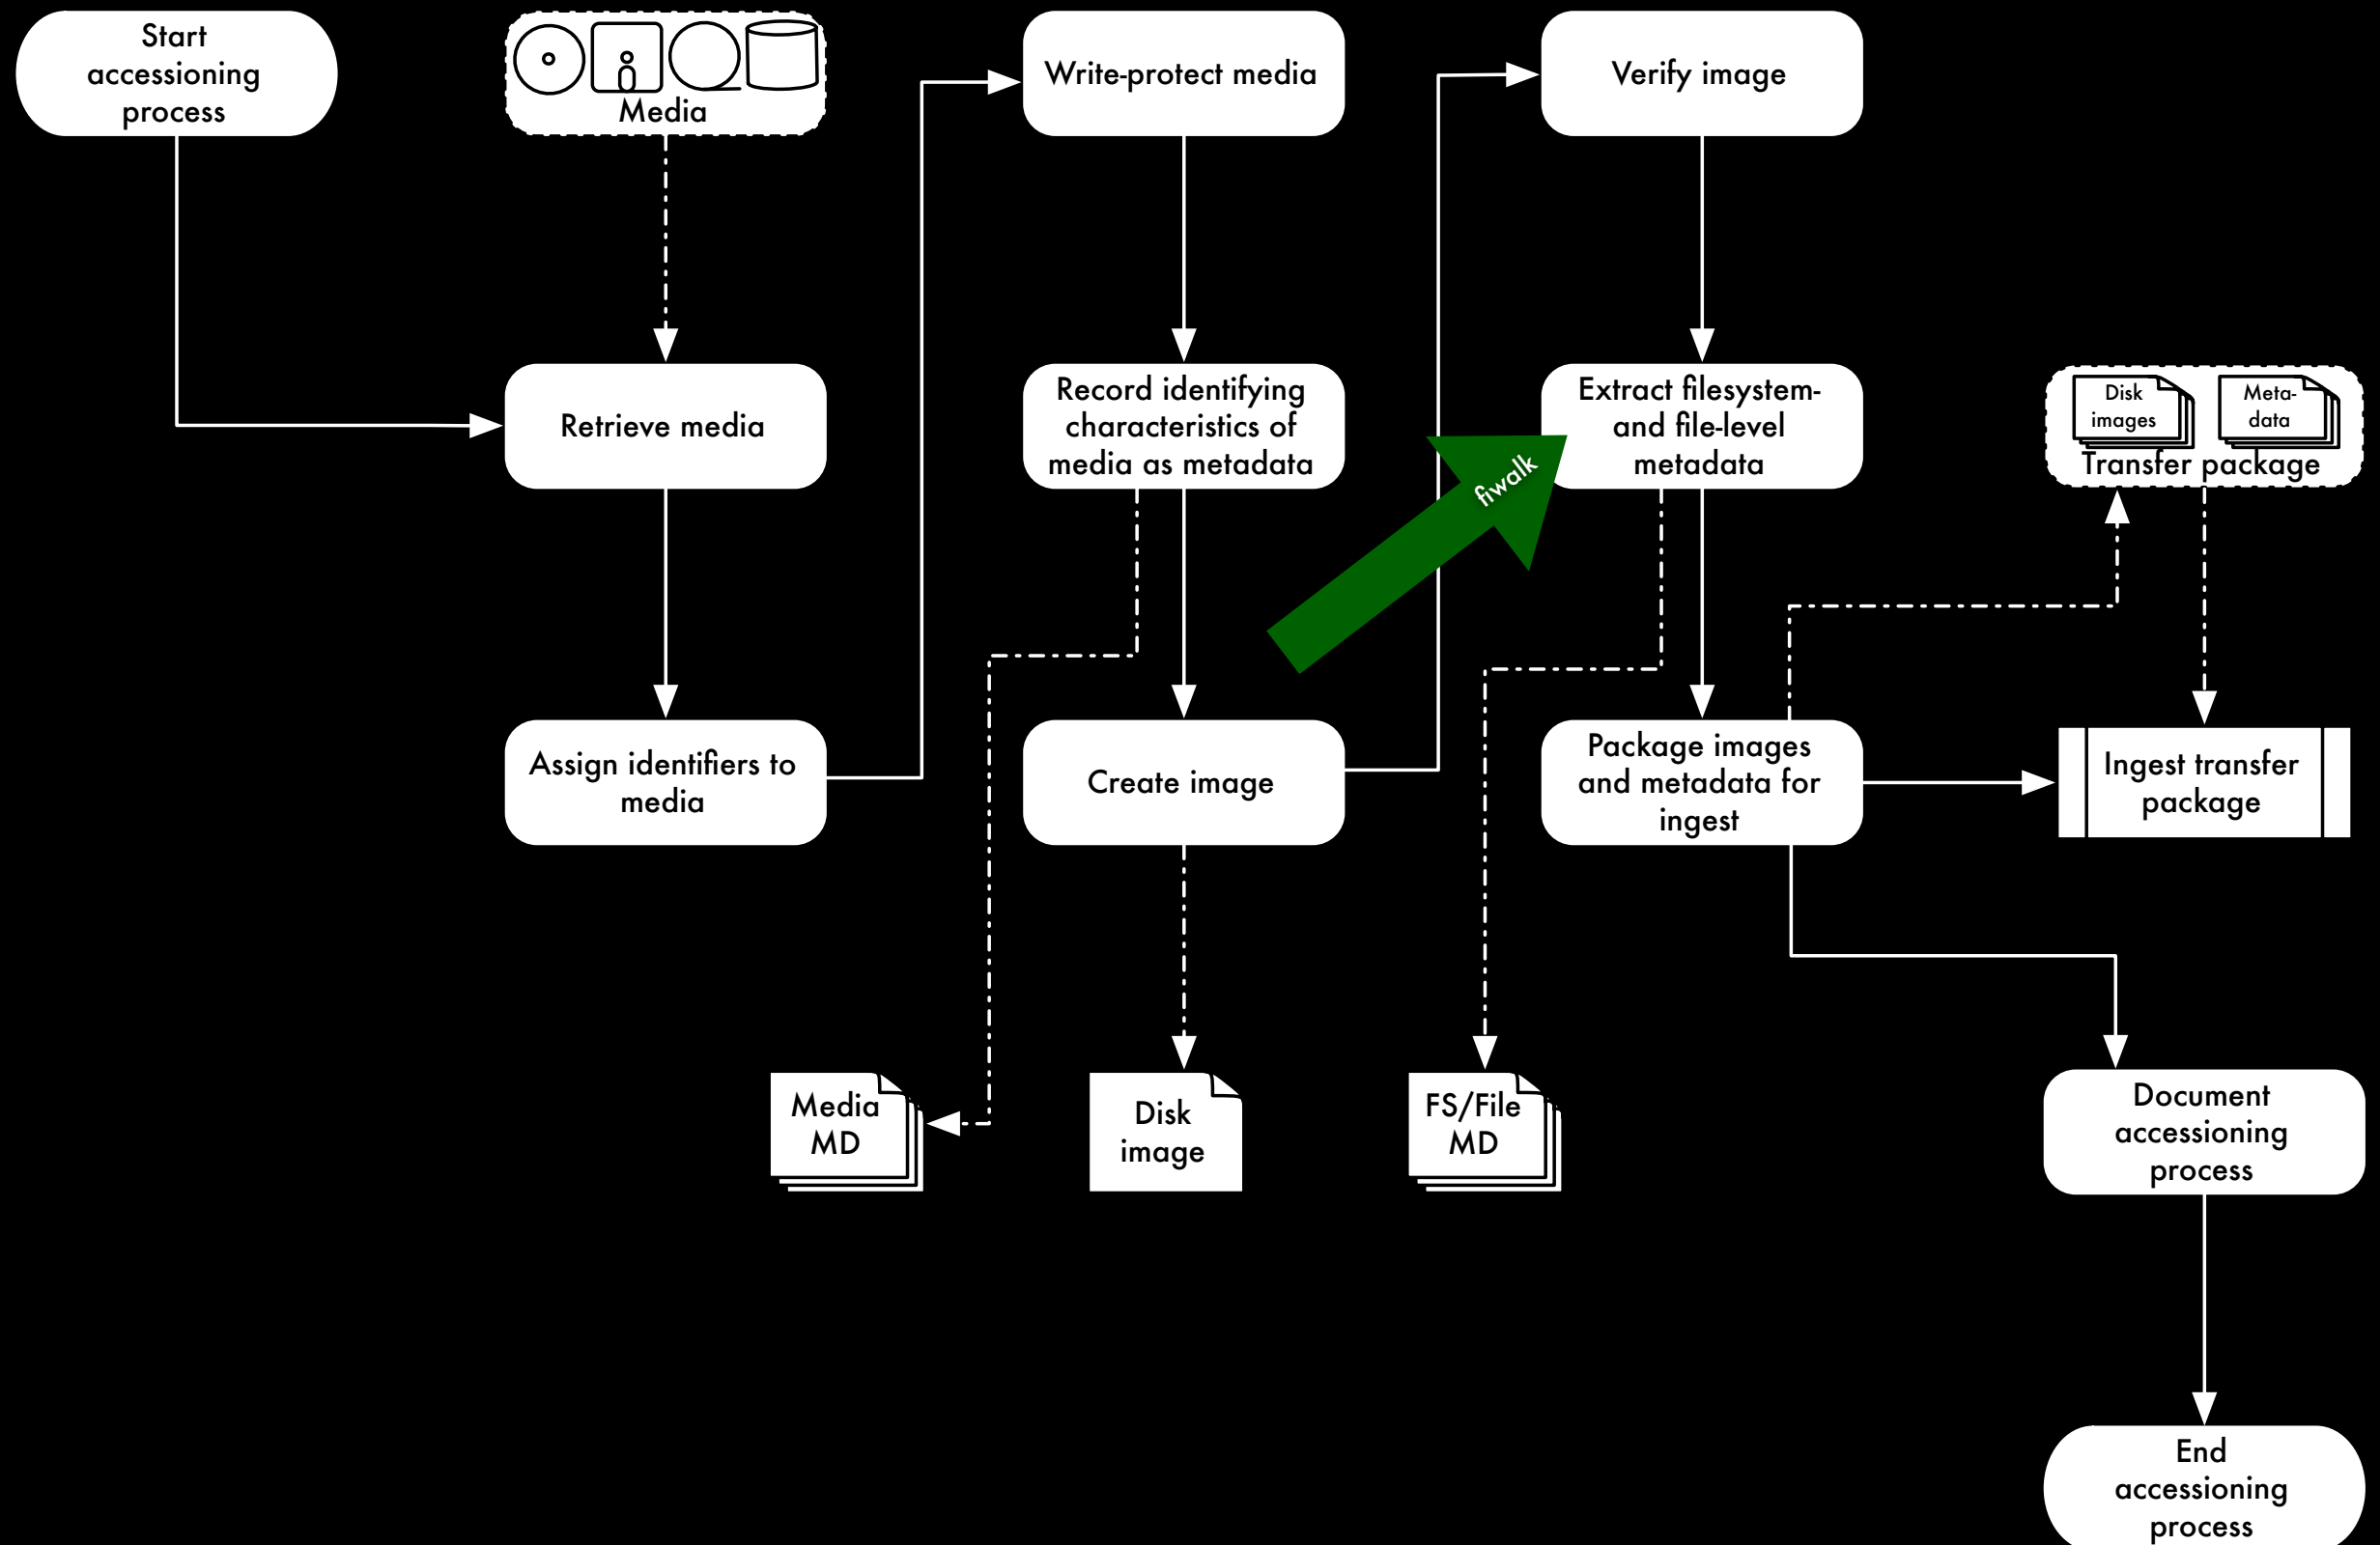 Start
accessioning
process
Media
Write-protect media
Verify image
Retrieve media
Record identifying
characteristics of
media as metadata
Extract filesystem-
and file-level
metadata
fiwalk
Disk
images
Meta-
data
Transfer package
Assign identifiers to
media
Create image
Package images
and metadata for
ingest
Ingest transfer
package
Media
MD
Disk
image
FS/File
MD
Document
accessioning
process
End
accessioning
process